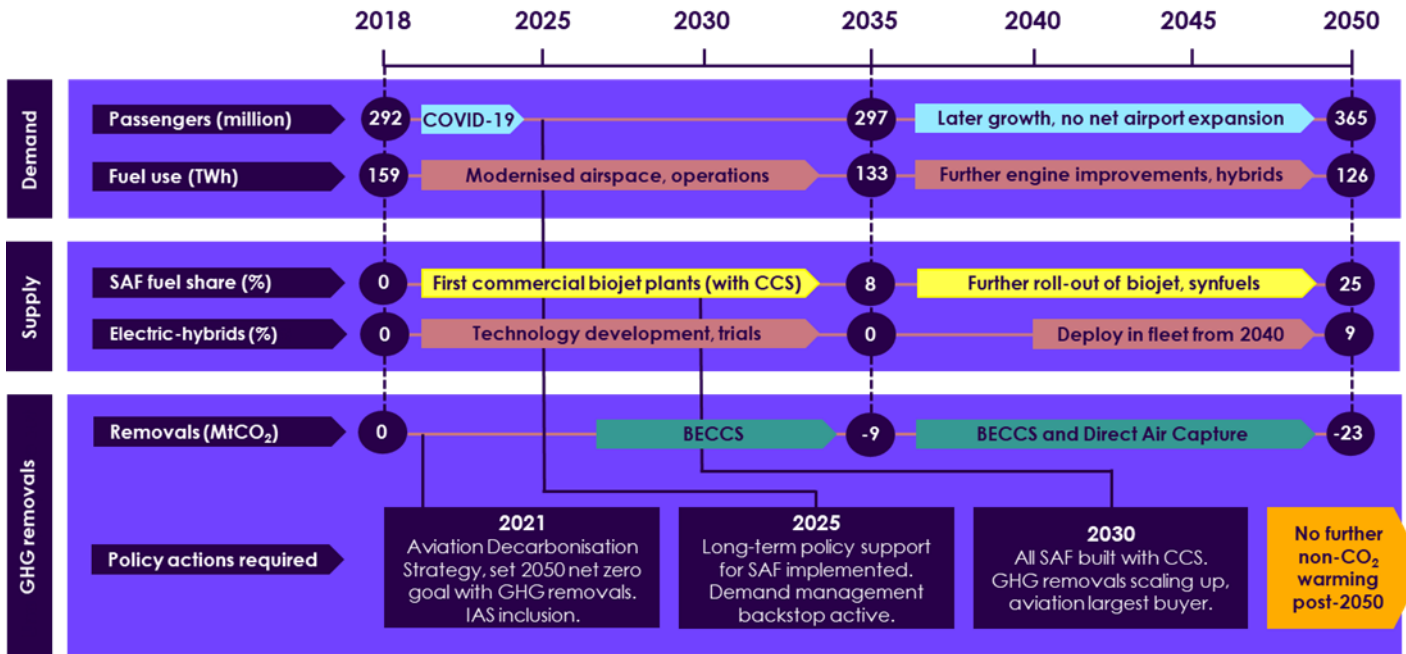 2018 2025 2030 2035 2040 2045 2050
Demand
Passengers (million) 292 COVID-19 297 Later growth, no net airport expansion 365
Fuel use (TWh) 159 Modernised airspace, operations 133 Further engine improvements, hybrids 126
Supply
SAF fuel share (%) 0 First commercial biojet plants (with CCS) 8 Further roll-out of biojet, synfuels 25
Electric-hybrids (%) 0 Technology development, trials 0 Deploy in fleet from 2040 9
GHG removals
Removals (MtCO₂) 0 BECCS -9 BECCS and Direct Air Capture -23
Policy actions required
2021
Aviation Decarbonisation
Strategy, set 2050 net zero
goal with GHG removals.
IAS inclusion.
2025
Long-term policy support
for SAF implemented.
Demand management
backstop active.
2030
All SAF built with CCS.
GHG removals scaling up,
aviation largest buyer.
No further
non-CO₂
warming
post-2050